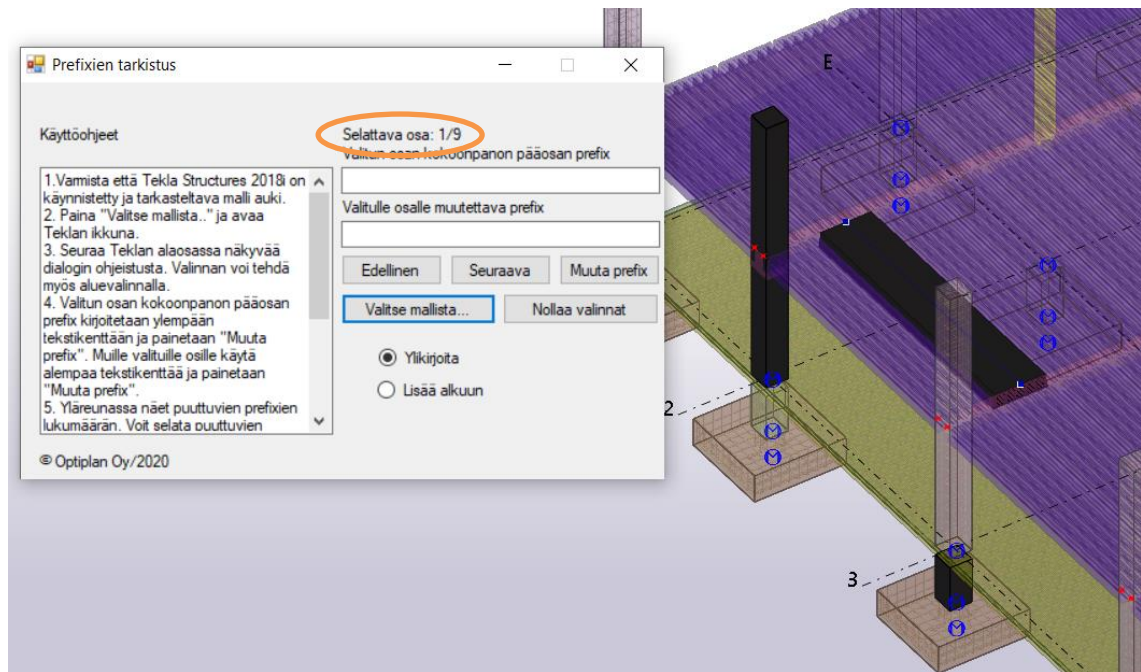 Prefixien tarkistus
Käyttöohjeet
1.Varmista että Tekla Structures 2018i on
käynnistetty ja tarkasteltava malli auki.
2. Paina "Valitse mallista.." ja avaa
Teklan ikkuna.
3. Seuraa Teklan alaosassa näkyvää
dialogin ohjeistusta. Valinnan voi tehdä
myös aluevalinnalla.
4. Valitun osan kokoonpanon pääosan
prefix kirjoitetaan ylempään
tekstikenttään ja painetaan "Muuta
prefix". Muille valituille osille käytä
alempaa tekstikenttää ja painetaan
"Muuta prefix".
5. Yläreunassa näet puuttuvien prefixien
lukumäärän. Voit selata puuttuvien
© Optiplan Oy/2020
Selattava osa: 1/9
Valitun osan kokoonpanon pääosan prefix
Valitulle osalle muutettava prefix
Edellinen
Seuraava
Muuta prefix
Valitse mallista...
Nollaa valinnat
Ylikirjoita
Lisää alkuun
E
2
3